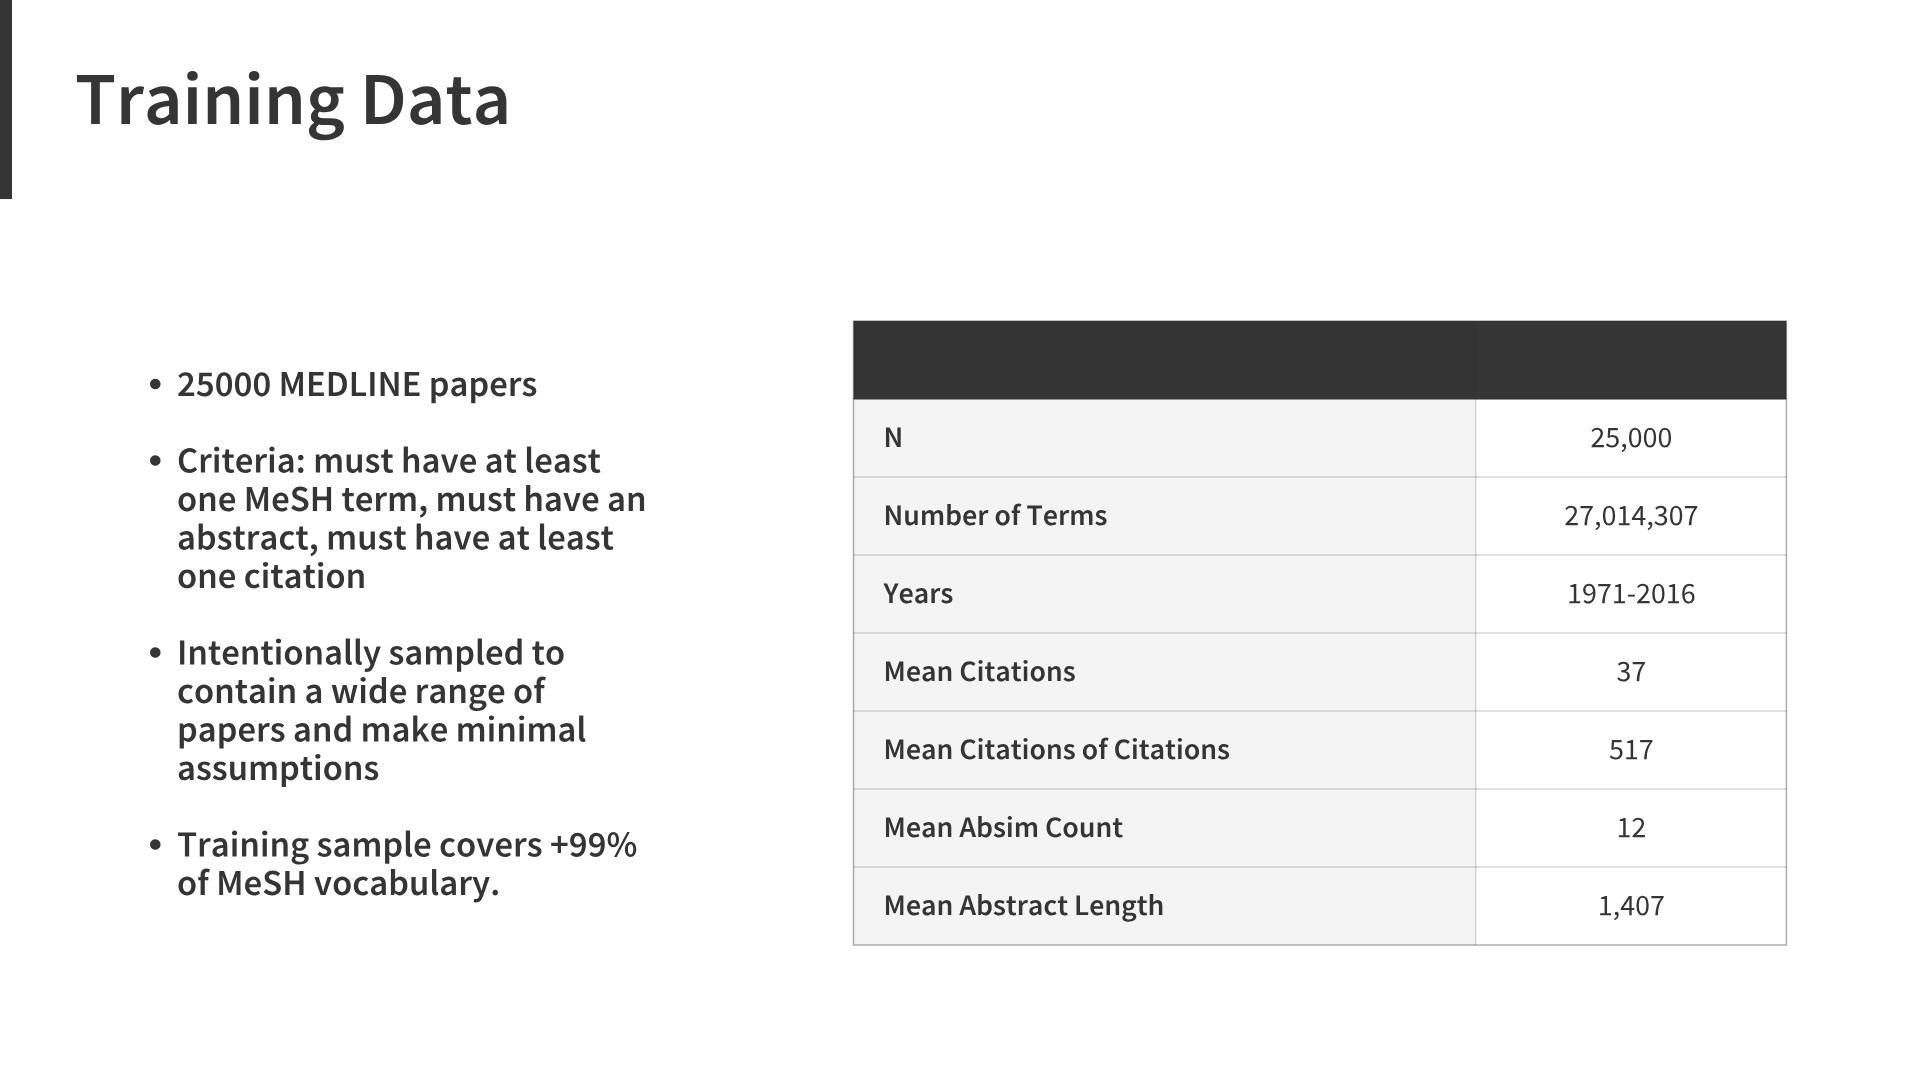 Training Data
• 25000 MEDLINE papers
• Criteria: must have at least
one MeSH term, must have an
abstract, must have at least
one citation
• Intentionally sampled to
contain a wide range of
papers and make minimal
assumptions
• Training sample covers +99%
of MeSH vocabulary.
N 25,000
Number of Terms 27,014,307
Years 1971-2016
Mean Citations 37
Mean Citations of Citations 517
Mean Absim Count 12
Mean Abstract Length 1,407